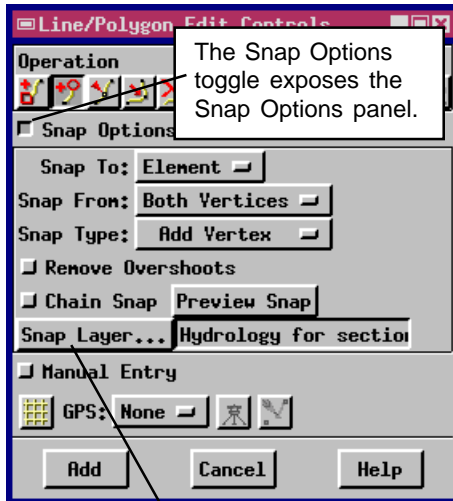 Line/Polygon Edit Controls
Operation
The Snap Options
toggle exposes the
Snap Options panel.
Snap Options
Snap To: Element
Snap From: Both Vertices
Snap Type: Add Vertex
Remove Overshoots
Chain Snap Preview Snap
Snap Layer... Hydrology for section
Manual Entry
GPS: None
Add Cancel Help